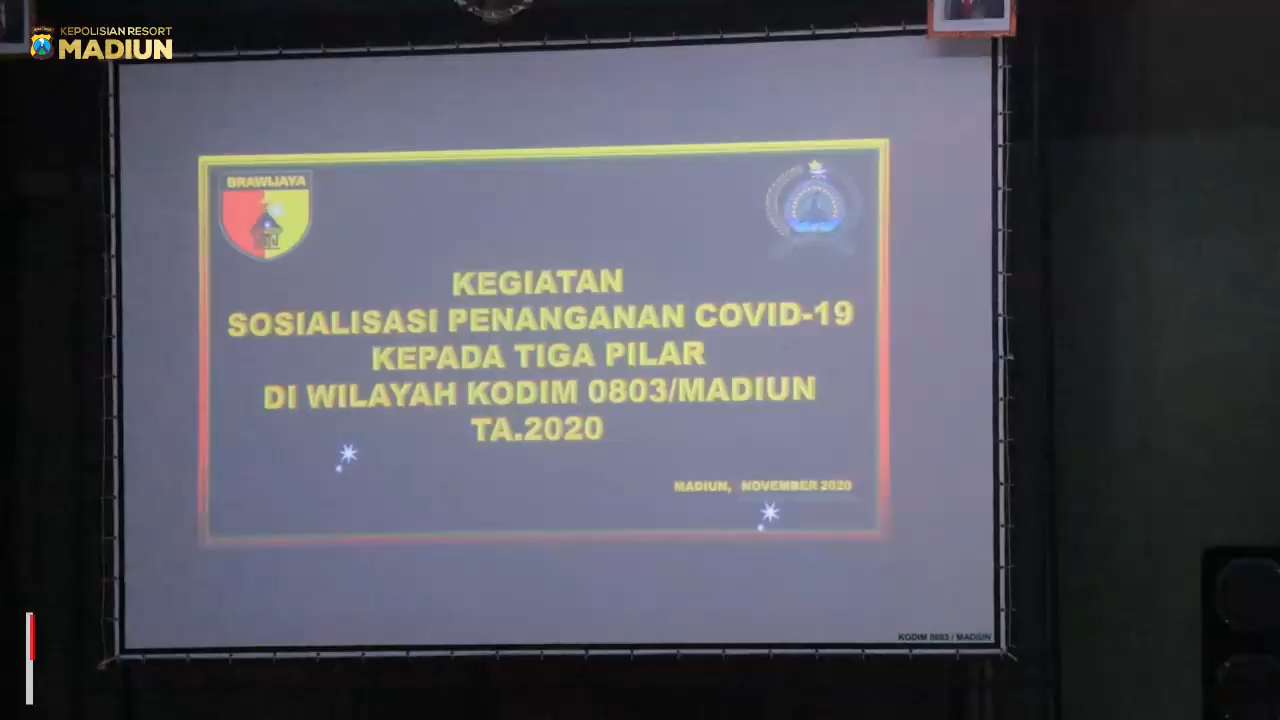 KEPOLISIAN RESORT
MADIUN
BRAWIJAYA
KEGIATAN
SOSIALISASI PENANGANAN COVID-19
KEPADA TIGA PILAR
DI WILAYAH KODIM 0803/MADIUN
TA.2020
MADIUN, NOVEMBER 2020
KODIM 0803 / MADIUN